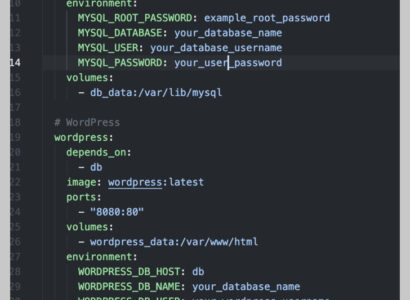 10 environment:
11 MYSQL_ROOT_PASSWORD: example_root_password
12 MYSQL_DATABASE: your_database_name
13 MYSQL_USER: your_database_username
14 MYSQL_PASSWORD: your_user_password
15 volumes:
16 - db_data:/var/lib/mysql
17
18 # WordPress
19 wordpress:
20 depends_on:
21 - db
22 image: wordpress:latest
23 ports:
24 - "8080:80"
25 volumes:
26 - wordpress_data:/var/www/html
27 environment:
28 WORDPRESS_DB_HOST: db
29 WORDPRESS_DB_NAME: your_database_name